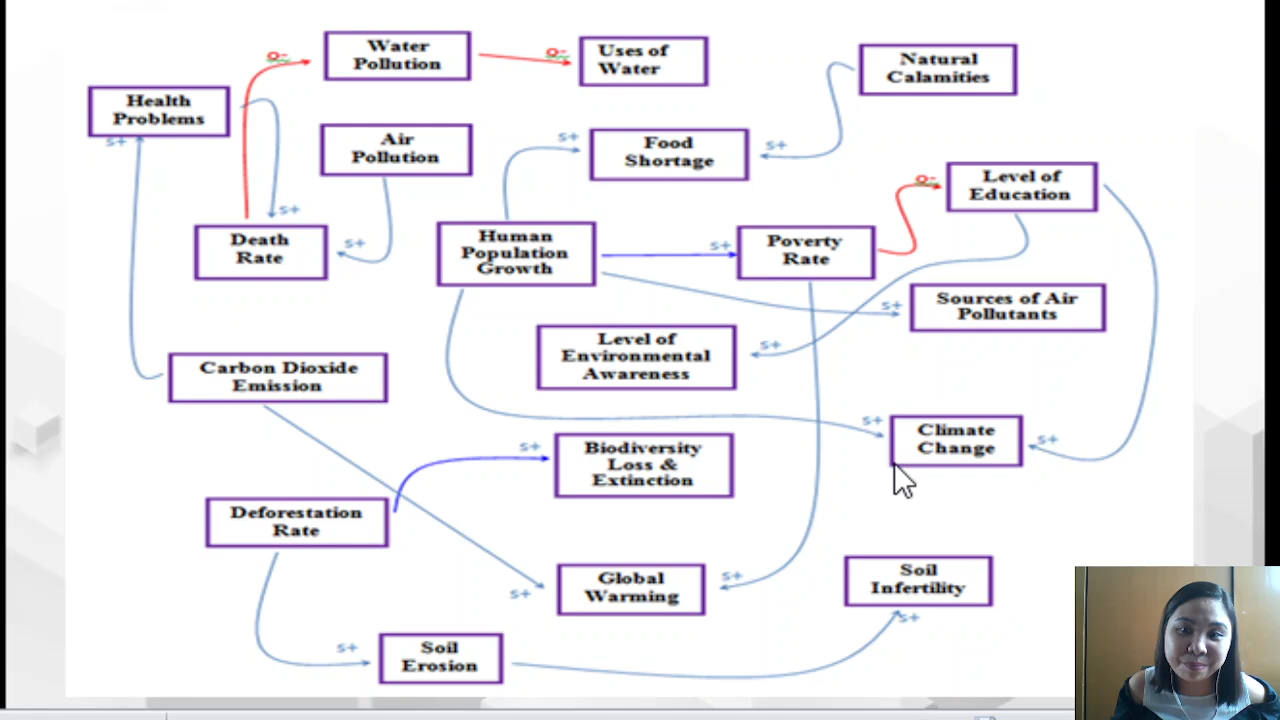 Water
Pollution
O-
O-
Uses of
Water
Natural
Calamities
Health
Problems
S+
Air
Pollution
S+
Food
Shortage
S+
Level of
Education
O-
S+
Death
Rate
S+
Human
Population
Growth
S+
Poverty
Rate
Sources of Air
Pollutants
S+
Level of
Environmental
Awareness
S+
Carbon Dioxide
Emission
S+
Climate
Change
S+
S+
Biodiversity
Loss &
Extinction
Deforestation
Rate
S+
Global
Warming
S+
Soil
Infertility
S+
S+
Soil
Erosion